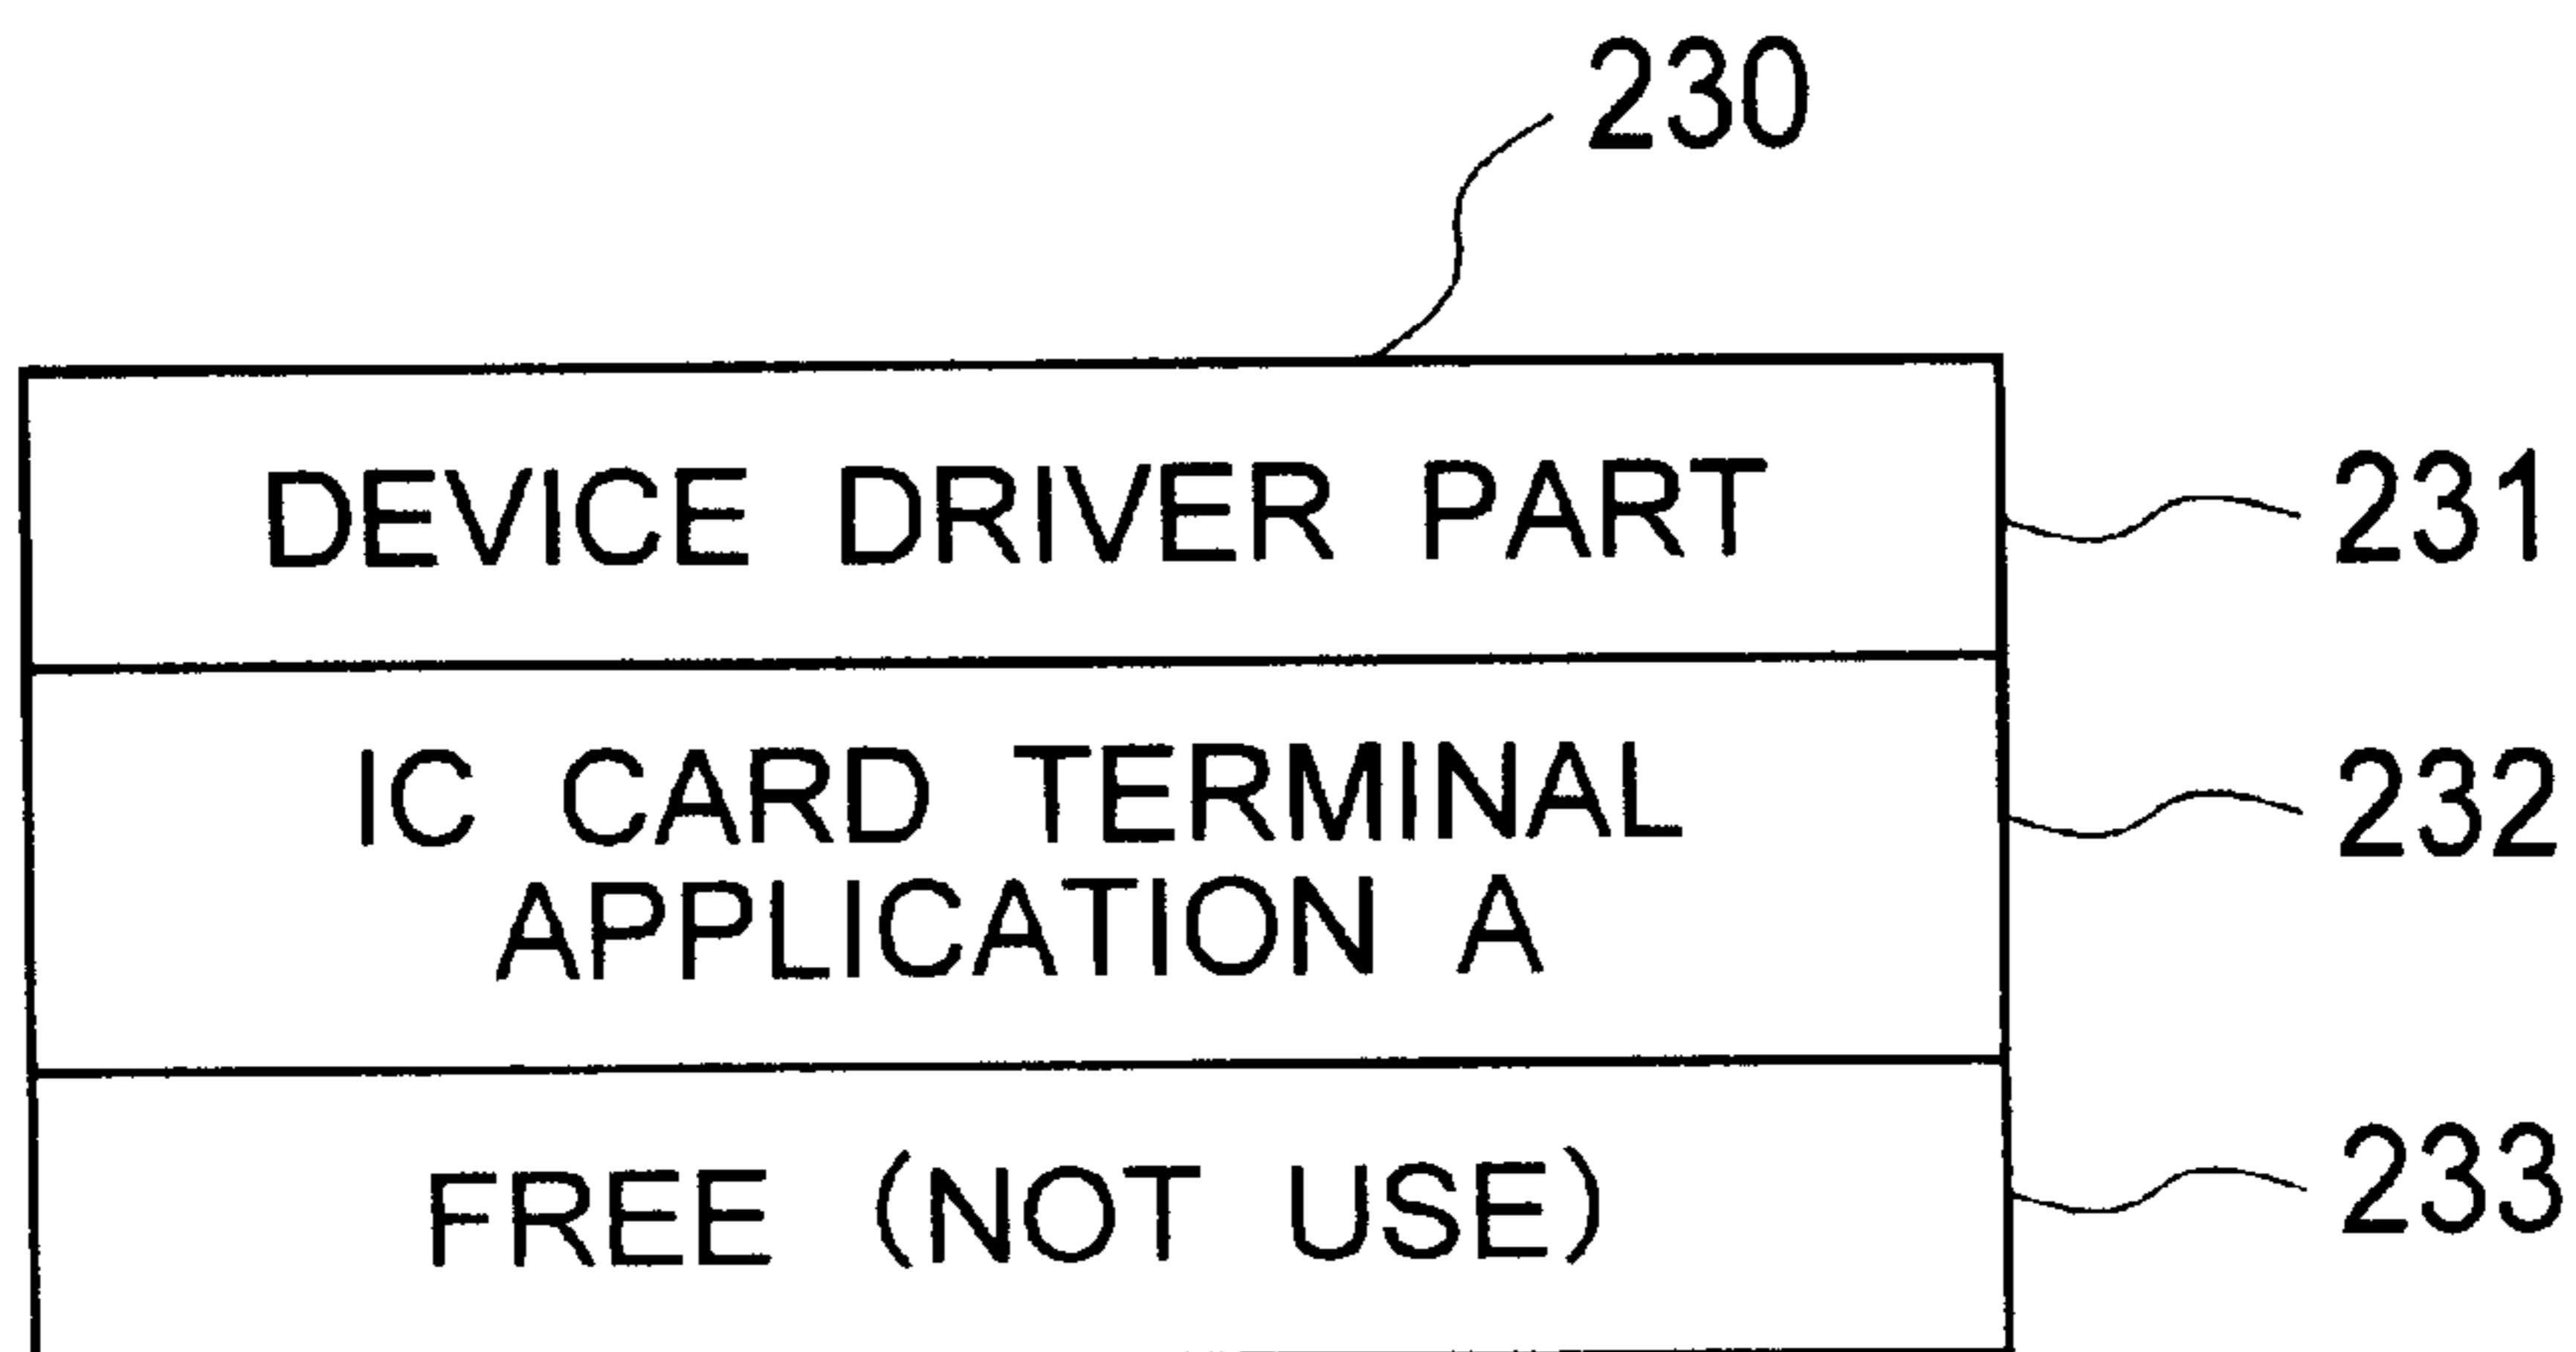 230
DEVICE DRIVER PART
231
IC CARD TERMINAL
APPLICATION A
232
FREE (NOT USE)
233